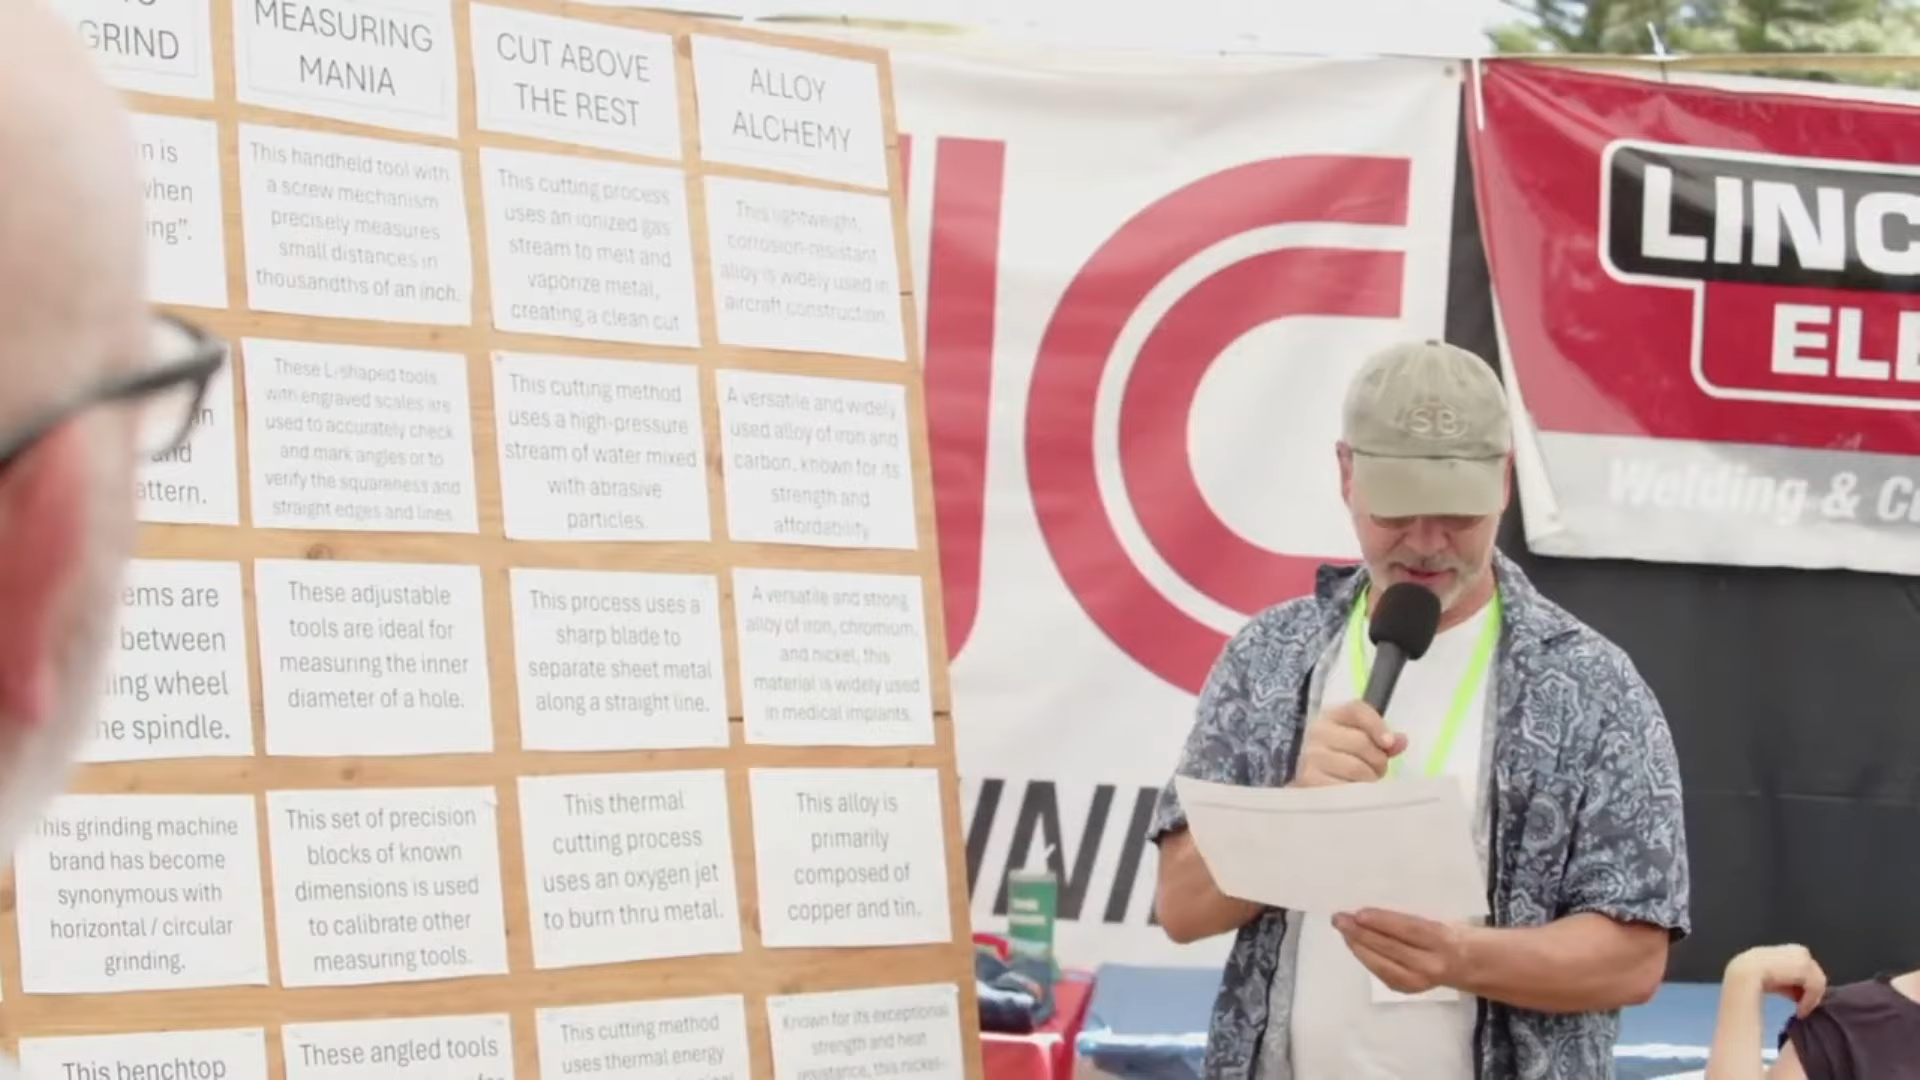 GRIND
n is
when
ing".
in
and
attern.
ems are
between
ing wheel
he spindle.
This grinding machine
brand has become
synonymous with
horizontal / circular
grinding.
This benchtop
MEASURING
MANIA
This handheld tool with
a screw mechanism
precisely measures
small distances in
thousandths of an inch.
These L-shaped tools
with engraved scales are
used to accurately check
and mark angles or to
verify the squareness and
straight edges and lines.
These adjustable
tools are ideal for
measuring the inner
diameter of a hole.
This set of precision
blocks of known
dimensions is used
to calibrate other
measuring tools.
These angled tools
CUT ABOVE
THE REST
This cutting process
uses an ionized gas
stream to melt and
vaporize metal,
creating a clean cut
This cutting method
uses a high-pressure
stream of water mixed
with abrasive
particles.
This process uses a
sharp blade to
separate sheet metal
along a straight line.
This thermal
cutting process
uses an oxygen jet
to burn thru metal.
This cutting method
uses thermal energy
ALLOY
ALCHEMY
This lightweight,
corrosion-resistant
alloy is widely used in
aircraft construction.
A versatile and widely
used alloy of iron and
carbon, known for its
strength and
affordability
A versatile and strong
alloy of iron, chromium,
and nickel, this
material is widely used
in medical implants.
This alloy is
primarily
composed of
copper and tin.
Known for its exceptional
strength and heat
resistance, this nickel-
LINC
ELE
Welding & C
SB